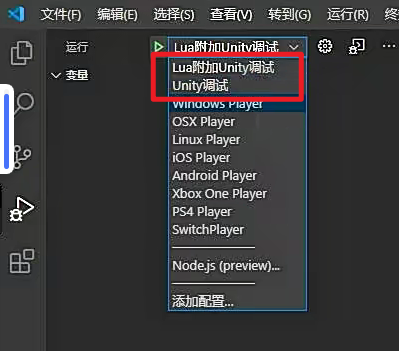 文件(F) 编辑(E) 选择(S) 查看(V) 转到(G) 运行(R)
运行 Lua附加Unity调试
变量
Lua附加Unity调试
Unity调试
Windows Player
OSX Player
Linux Player
iOS Player
Android Player
Xbox One Player
PS4 Player
SwitchPlayer
Node.js (preview)...
添加配置...